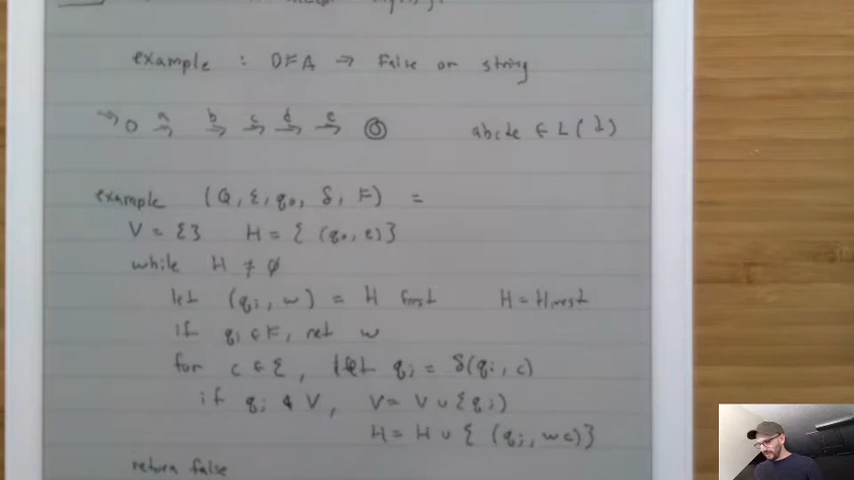 example : DFA → False or string
→ O a→ b→ c→ d→ e→ ◎ abcde ∈ L( )
example (Q, Σ, q₀, δ, F) =
V = {} H = { (q₀, ε)}
while H ≠ ∅
let (qᵢ, w) = H first H = H.rest
if qᵢ ∈ F, ret w
for c ∈ Σ, let qⱼ = δ(qᵢ, c)
if qⱼ ∉ V, V = V ∪ {qⱼ}
H = H ∪ { (qⱼ, wc)}
return false